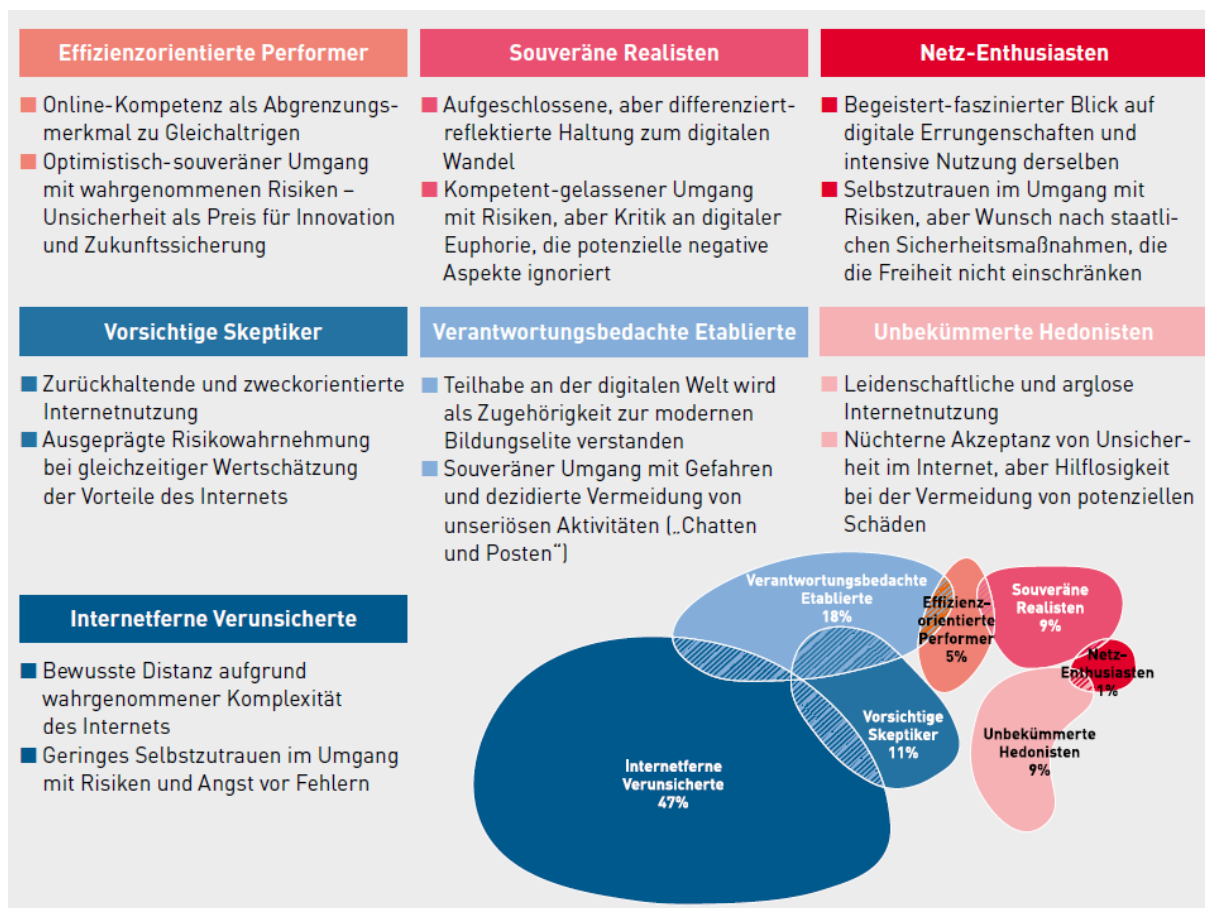 Effizienzorientierte Performer
Online-Kompetenz als Abgrenzungs-
merkmal zu Gleichaltrigen
Optimistisch-souveräner Umgang
mit wahrgenommenen Risiken –
Unsicherheit als Preis für Innovation
und Zukunftssicherung
Souveräne Realisten
Aufgeschlossene, aber differenziert-
reflektierte Haltung zum digitalen
Wandel
Kompetent-gelassener Umgang
mit Risiken, aber Kritik an digitaler
Euphorie, die potenzielle negative
Aspekte ignoriert
Netz-Enthusiasten
Begeistert-faszinierter Blick auf
digitale Errungenschaften und
intensive Nutzung derselben
Selbstzutrauen im Umgang mit
Risiken, aber Wunsch nach staatli-
chen Sicherheitsmaßnahmen, die
die Freiheit nicht einschränken
Vorsichtige Skeptiker
Zurückhaltende und zweckorientierte
Internetnutzung
Ausgeprägte Risikowahrnehmung
bei gleichzeitiger Wertschätzung
der Vorteile des Internets
Verantwortungsbedachte Etablierte
Teilhabe an der digitalen Welt wird
als Zugehörigkeit zur modernen
Bildungselite verstanden
Souveräner Umgang mit Gefahren
und dezidierte Vermeidung von
unseriösen Aktivitäten („Chatten
und Posten“)
Unbekümmerte Hedonisten
Leidenschaftliche und arglose
Internetnutzung
Nüchterne Akzeptanz von Unsicher-
heit im Internet, aber Hilflosigkeit
bei der Vermeidung von potenziellen
Schäden
Internetferne Verunsicherte
Bewusste Distanz aufgrund
wahrgenommener Komplexität
des Internets
Geringes Selbstzutrauen im Umgang
mit Risiken und Angst vor Fehlern
Verantwortungsbedachte
Etablierte
18%
Effizienz-
orientierte
Performer
5%
Souveräne
Realisten
9%
Netz-
Enthusiasten
1%
Vorsichtige
Skeptiker
11%
Unbekümmerte
Hedonisten
9%
Internetferne
Verunsicherte
47%